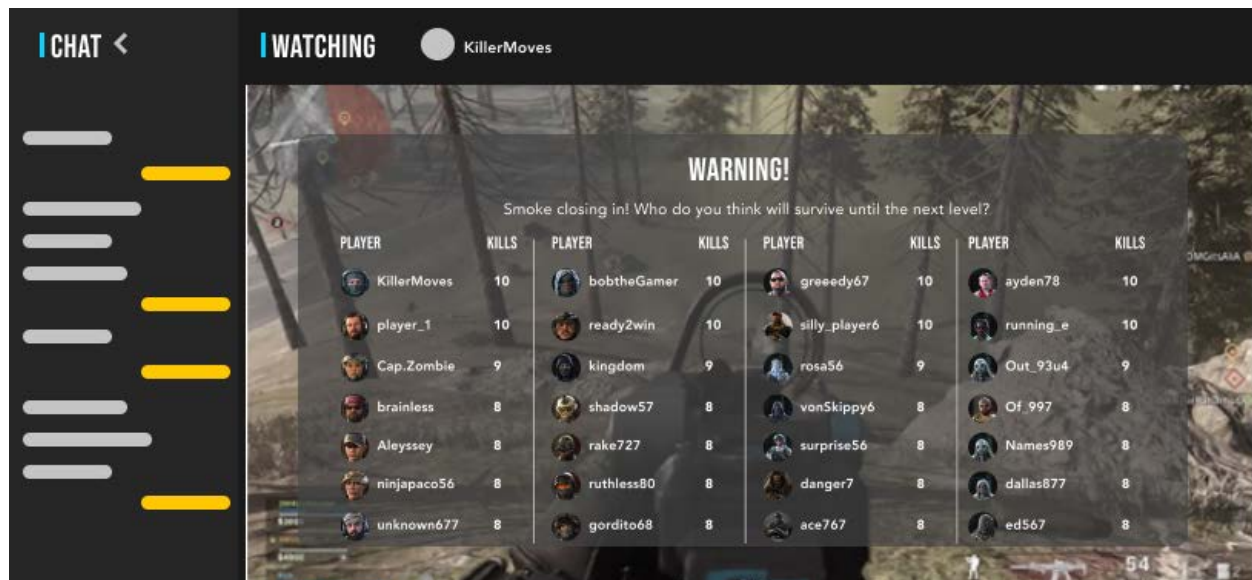 CHAT <
WATCHING KillerMoves
WARNING!
Smoke closing in! Who do you think will survive until the next level?
PLAYER KILLS PLAYER KILLS PLAYER KILLS PLAYER KILLS
KillerMoves 10 bobtheGamer 10 greeedy67 10 ayden78 10
player_1 10 ready2win 10 silly_player6 10 running_e 10
Cap.Zombie 9 kingdom 9 rosa56 9 Out_93u4 9
brainless 8 shadow57 8 vonSkippy6 8 Of_997 8
Aleyssey 8 rake727 8 surprise56 8 Names989 8
ninjapaco56 8 ruthless80 8 danger7 8 dallas877 8
unknown677 8 gordito68 8 ace767 8 ed567 8
54